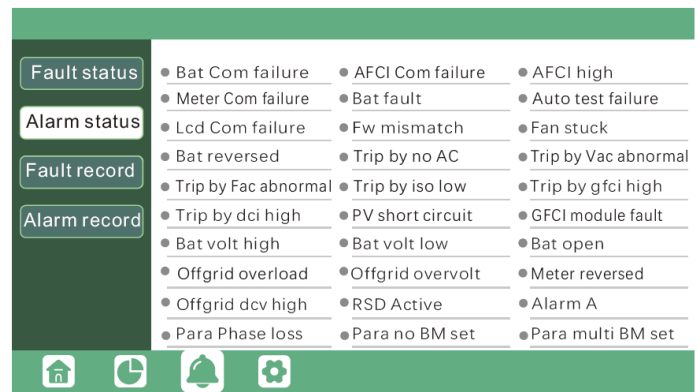 Fault status
Alarm status
Fault record
Alarm record
Bat Com failure AFCI Com failure AFCI high
Meter Com failure Bat fault Auto test failure
Lcd Com failure Fw mismatch Fan stuck
Bat reversed Trip by no AC Trip by Vac abnormal
Trip by Fac abnormal Trip by iso low Trip by gfci high
Trip by dci high PV short circuit GFCI module fault
Bat volt high Bat volt low Bat open
Offgrid overload Offgrid overvolt Meter reversed
Offgrid dcv high RSD Active Alarm A
Para Phase loss Para no BM set Para multi BM set